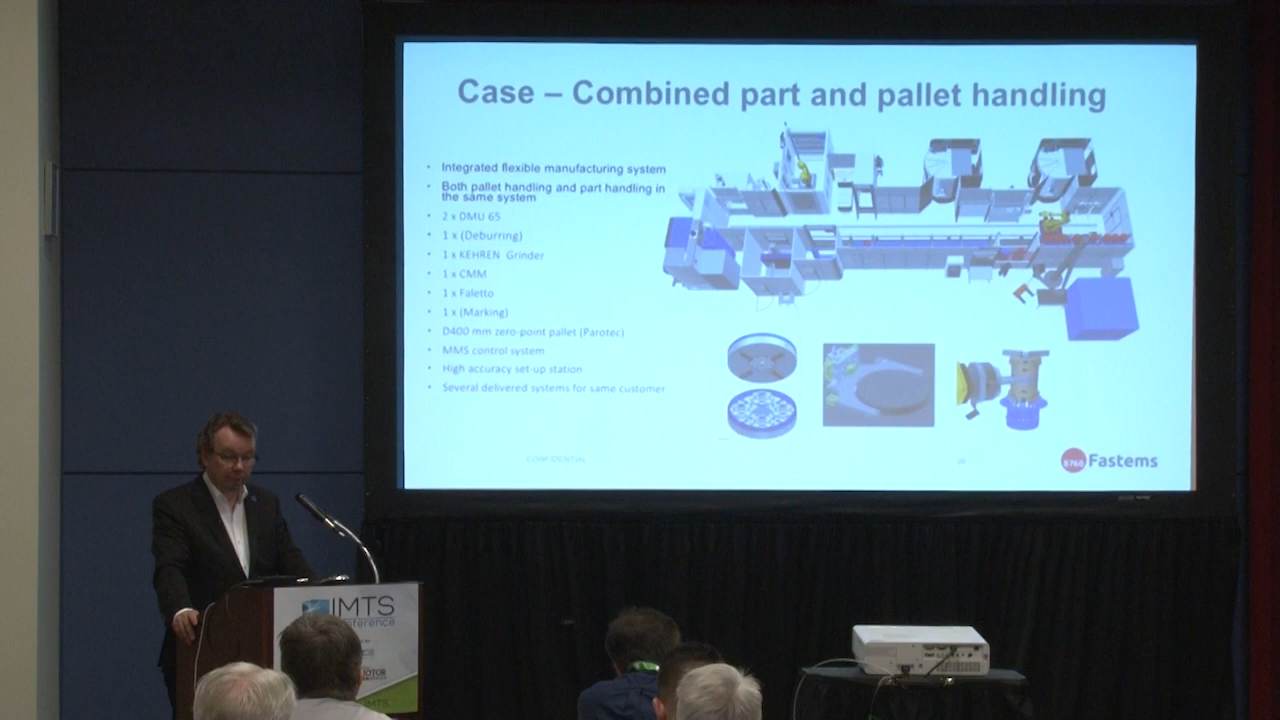 Case – Combined part and pallet handling
• Integrated flexible manufacturing system
• Both pallet handling and part handling in
the same system
• 2 x DMU 65
• 1 x (Deburring)
• 1 x KEHREN Grinder
• 1 x CMM
• 1 x Faletto
• 1 x (Marking)
• D400 mm zero-point pallet (Parotec)
• MMS control system
• High accuracy set-up station
• Several delivered systems for same customer
CONFIDENTIAL
8760 Fastems
IMTS
IMTS